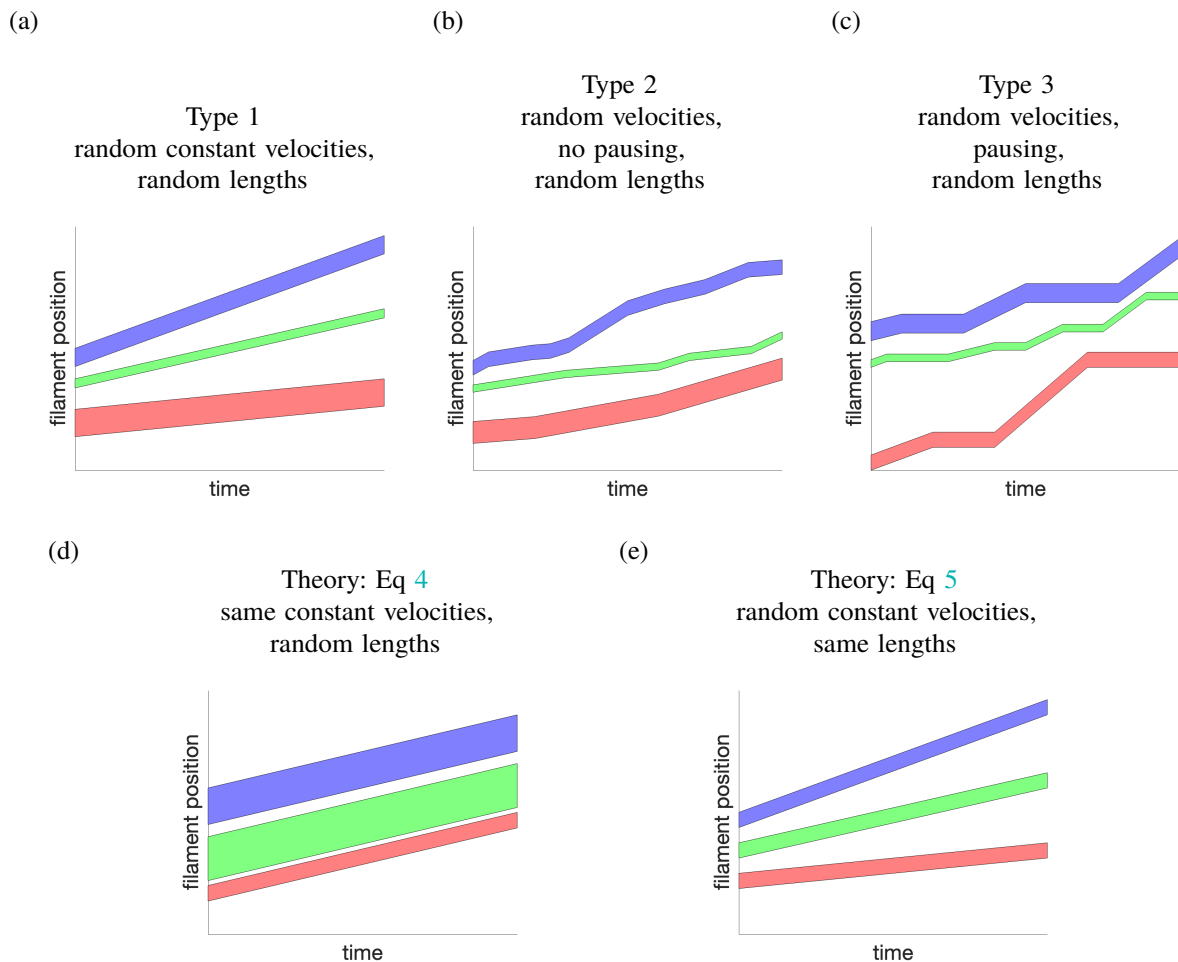 (a)
Type 1
random constant velocities,
random lengths
filament position
time
(b)
Type 2
random velocities,
no pausing,
random lengths
filament position
time
(c)
Type 3
random velocities,
pausing,
random lengths
filament position
time
(d)
Theory: Eq 4
same constant velocities,
random lengths
filament position
time
(e)
Theory: Eq 5
random constant velocities,
same lengths
filament position
time